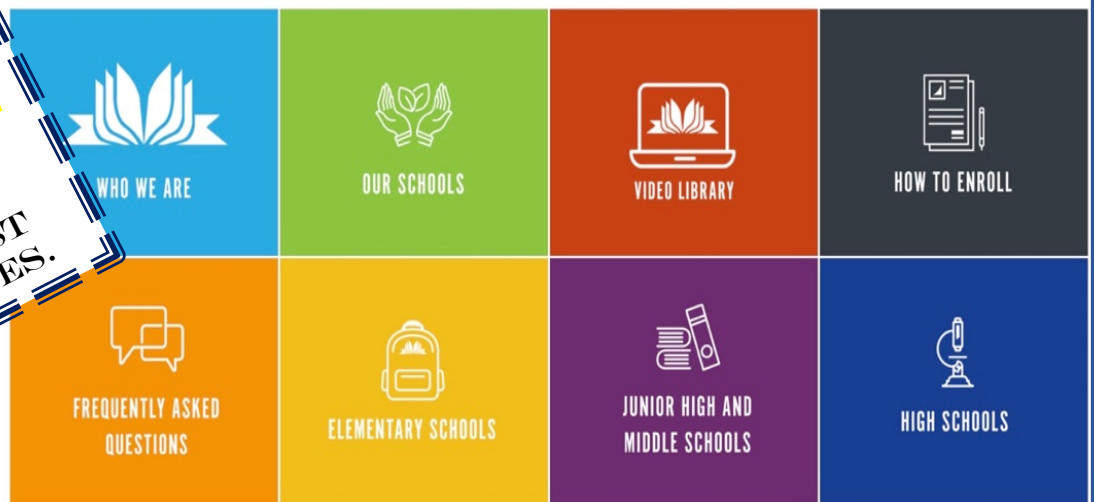 WHO WE ARE
OUR SCHOOLS
VIDEO LIBRARY
HOW TO ENROLL
FREQUENTLY ASKED
QUESTIONS
ELEMENTARY SCHOOLS
JUNIOR HIGH AND
MIDDLE SCHOOLS
HIGH SCHOOLS